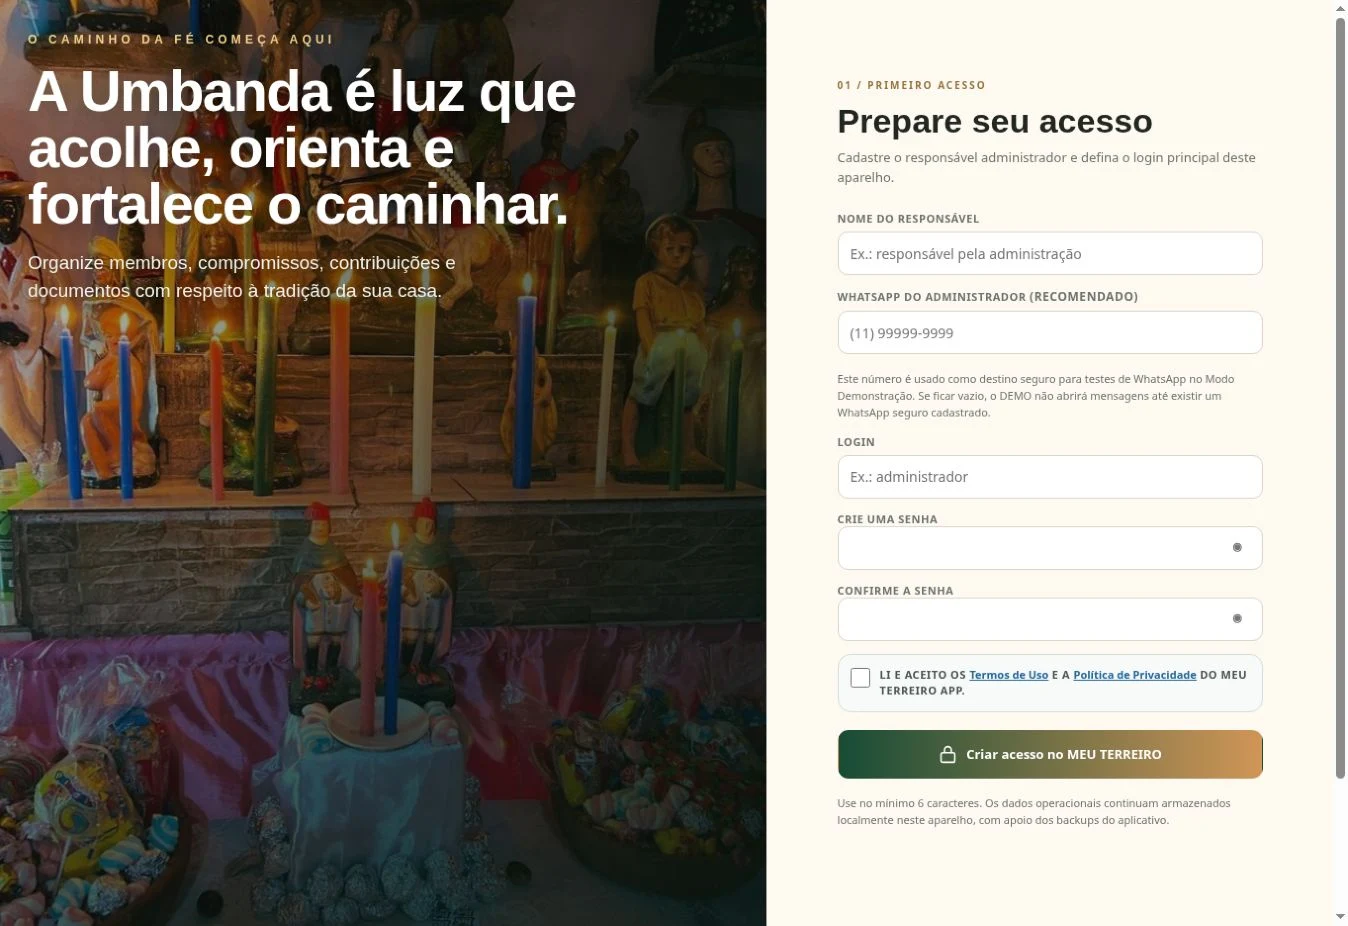 O CAMINHO DA FÉ COMEÇA AQUI
A Umbanda é luz que
acolhe, orienta e
fortalece o caminhar.
Organize membros, compromissos, contribuições e
documentos com respeito à tradição da sua casa.
01 / PRIMEIRO ACESSO
Prepare seu acesso
Cadastre o responsável administrador e defina o login principal deste
aparelho.
NOME DO RESPONSÁVEL
Ex.: responsável pela administração
WHATSAPP DO ADMINISTRADOR (RECOMENDADO)
(11) 99999-9999
Este número é usado como destino seguro para testes de WhatsApp no Modo
Demonstração. Se ficar vazio, o DEMO não abrirá mensagens até existir um
WhatsApp seguro cadastrado.
LOGIN
Ex.: administrador
CRIE UMA SENHA
CONFIRME A SENHA
LI E ACEITO OS Termos de Uso E A Política de Privacidade DO MEU
TERREIRO APP.
Criar acesso no MEU TERREIRO
Use no mínimo 6 caracteres. Os dados operacionais continuam armazenados
localmente neste aparelho, com apoio dos backups do aplicativo.